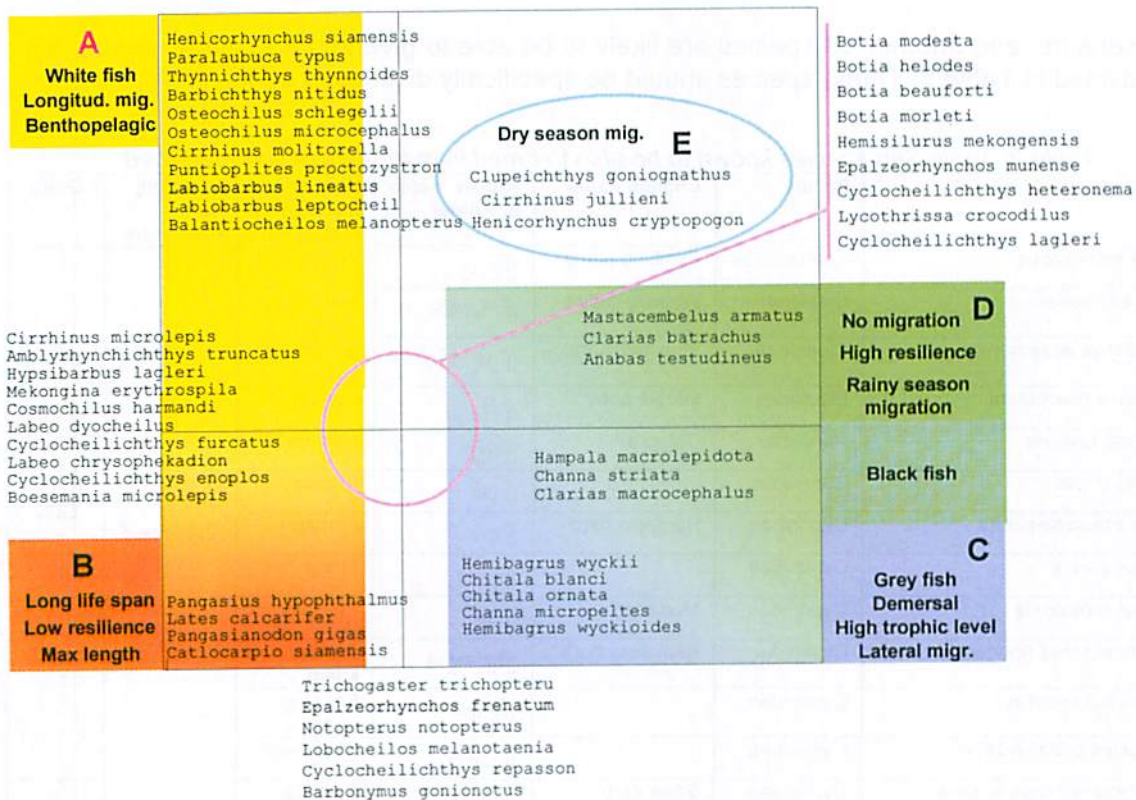 A
White fish
Longitud. mig.
Benthopelagic
Henicorhynchus siamensis
Paralaubuca typus
Thynnichthys thynnoides
Barbichthys nitidus
Osteochilus schlegelii
Osteochilus microcephalus
Cirrhinus molitorella
Puntioplites proctozystron
Labiobarbus lineatus
Labiobarbus leptocheil
Balantiocheilos melanopterus
Dry season mig.
E
Clupeichthys goniognathus
Cirrhinus jullieni
Henicorhynchus cryptopogon
Botia modesta
Botia helodes
Botia beauforti
Botia morleti
Hemisilurus mekongensis
Epalzeorhynchos munense
Cyclocheilichthys heteronema
Lycothrissa crocodilus
Cyclocheilichthys lagleri
Cirrhinus microlepis
Amblyrhynchichthys truncatus
Hypsibarbus lagleri
Mekongina erythrospila
Cosmochilus harmandi
Labeo dyocheilus
Cyclocheilichthys furcatus
Labeo chrysophekadion
Cyclocheilichthys enoplos
Boesemania microlepis
Mastacembelus armatus
Clarias batrachus
Anabas testudineus
D
No migration
High resilience
Rainy season
migration
Hampala macrolepidota
Channa striata
Clarias macrocephalus
Black fish
B
Long life span
Low resilience
Max length
Pangasius hypophthalmus
Lates calcarifer
Pangasianodon gigas
Catlocarpio siamensis
Hemibagrus wyckii
Chitala blanci
Chitala ornata
Channa micropeltes
Hemibagrus wyckioides
C
Grey fish
Demersal
High trophic level
Lateral migr.
Trichogaster trichopteru
Epalzeorhynchos frenatum
Notopterus notopterus
Lobocheilos melanotaenia
Cyclocheilichthys repasson
Barbonymus gonionotus